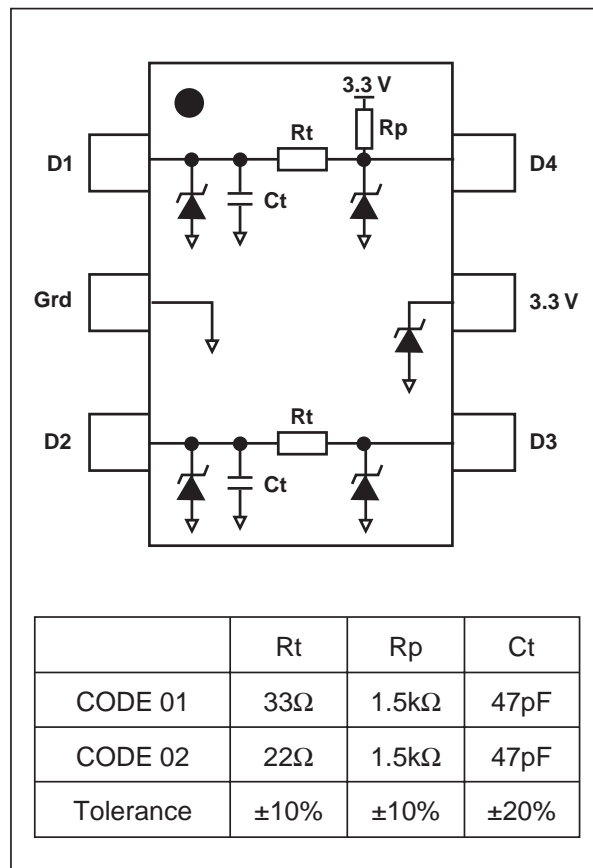 3.3 V
Rt
Rp
D1
D4
Ct
Grd
3.3 V
Rt
D2
D3
Ct
Rt Rp Ct
CODE 01 33Ω 1.5kΩ 47pF
CODE 02 22Ω 1.5kΩ 47pF
Tolerance ±10% ±10% ±20%